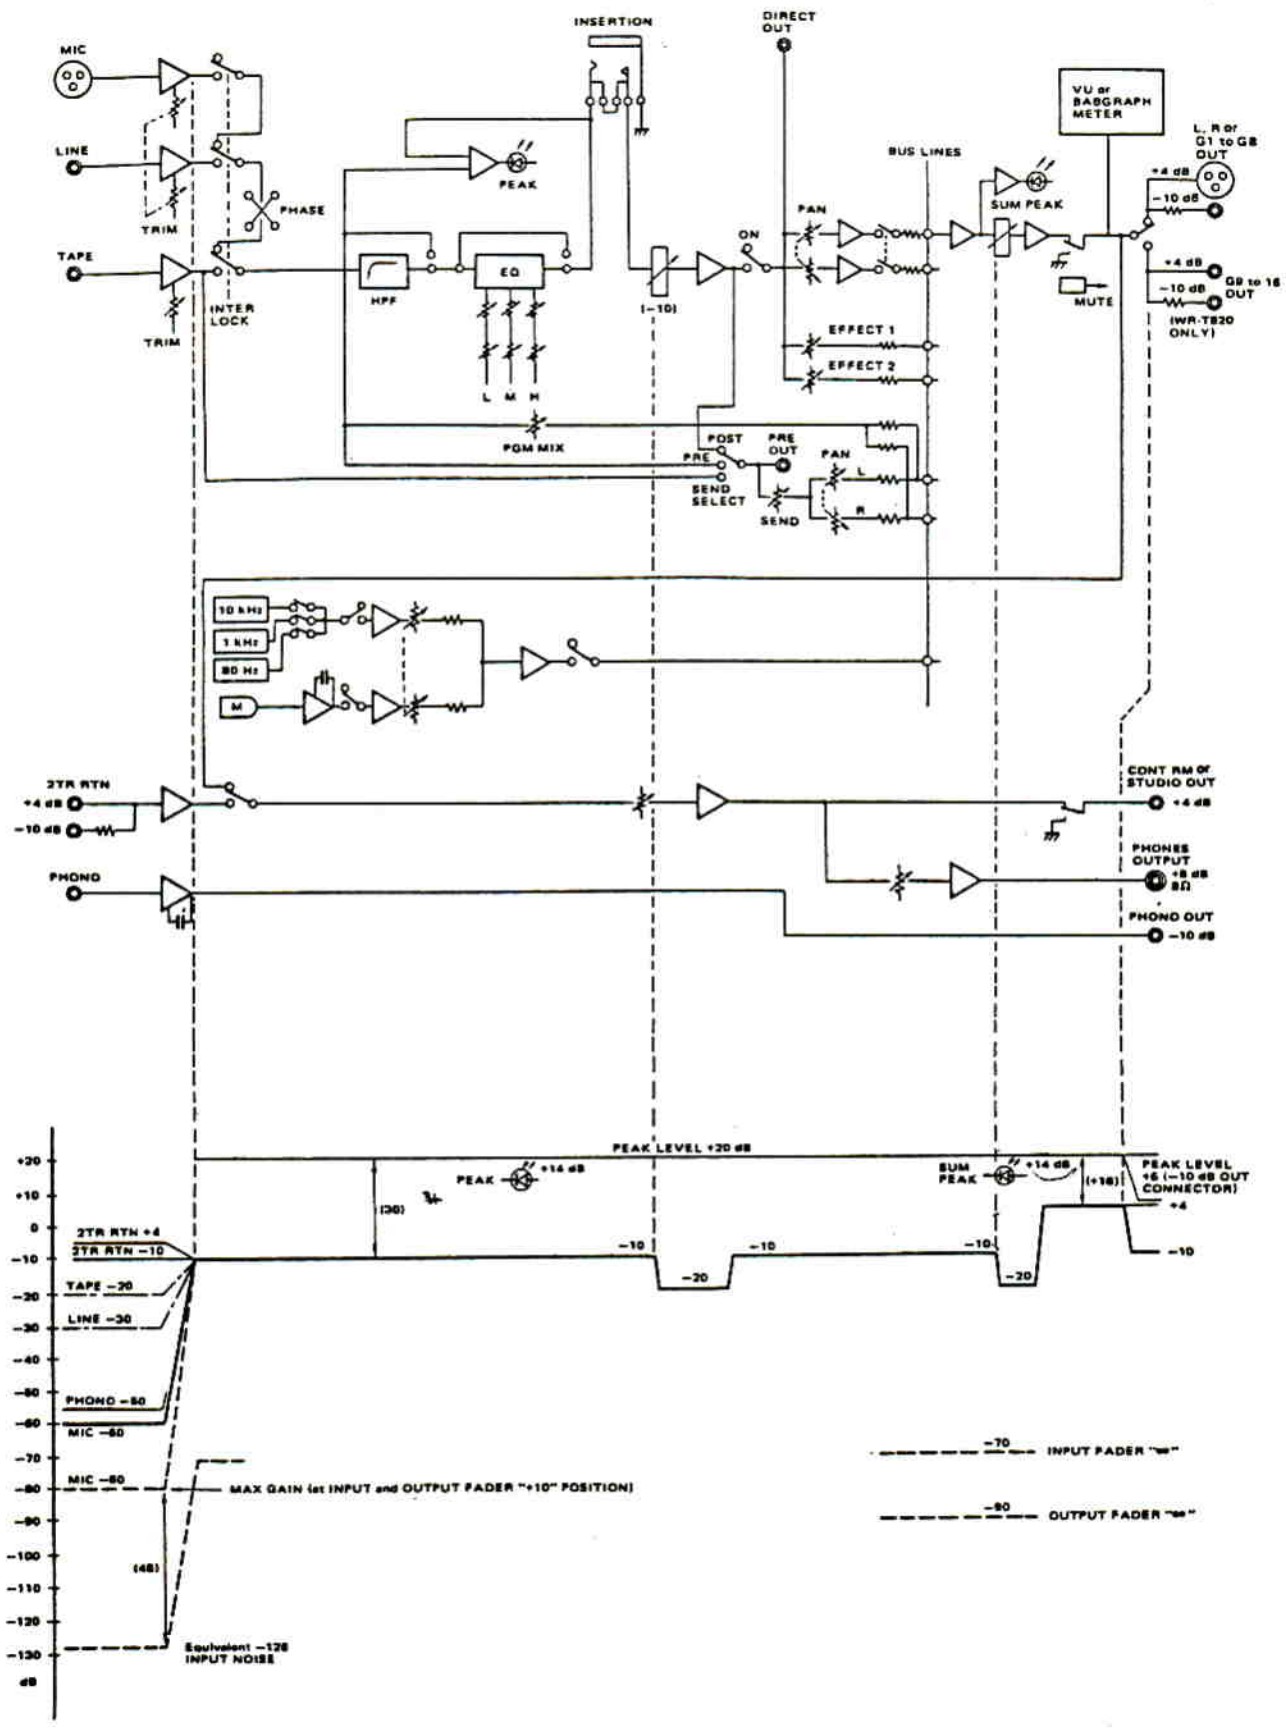 INSERTION
DIRECT
OUT
MIC
VU or
BABGRAPH
METER
L, R or
G1 to G8
OUT
+4 dB
-10 dB
LINE
BUS LINES
PEAK
SUM PEAK
PHASE
PAN
TRIM
ON
TAPE
EQ
HPF
+4 dB
G9 to 16
OUT
-10 dB
MUTE
(WR-T820
ONLY)
INTER
LOCK
(-10)
TRIM
EFFECT 1
EFFECT 2
L M H
PGM MIX
POST
PRE
OUT
PRE
PAN
L
SEND
SELECT
SEND
R
10 kHz
1 kHz
80 Hz
M
2TR RTN
+4 dB
-10 dB
CONT RM or
STUDIO OUT
+4 dB
PHONO
PHONES
OUTPUT
+8 dB
8Ω
PHONO OUT
-10 dB
PEAK LEVEL +20 dB
+20
+10
0
-10
-20
-30
-40
-50
-60
-70
-80
-90
-100
-110
-120
-130
dB
PEAK
+14 dB
SUM
PEAK
+14 dB
(+16)
PEAK LEVEL
+6 (-10 dB OUT
CONNECTOR)
+4
(30)
2TR RTN +4
2TR RTN -10
-10
-10
-10
-10
-20
-20
TAPE -20
LINE -30
MIC -60
MIC -80
MAX GAIN (at INPUT and OUTPUT FADER "+10" POSITION)
-70
INPUT FADER "∞"
-90
OUTPUT FADER "∞"
(48)
Equivalent -128
INPUT NOISE